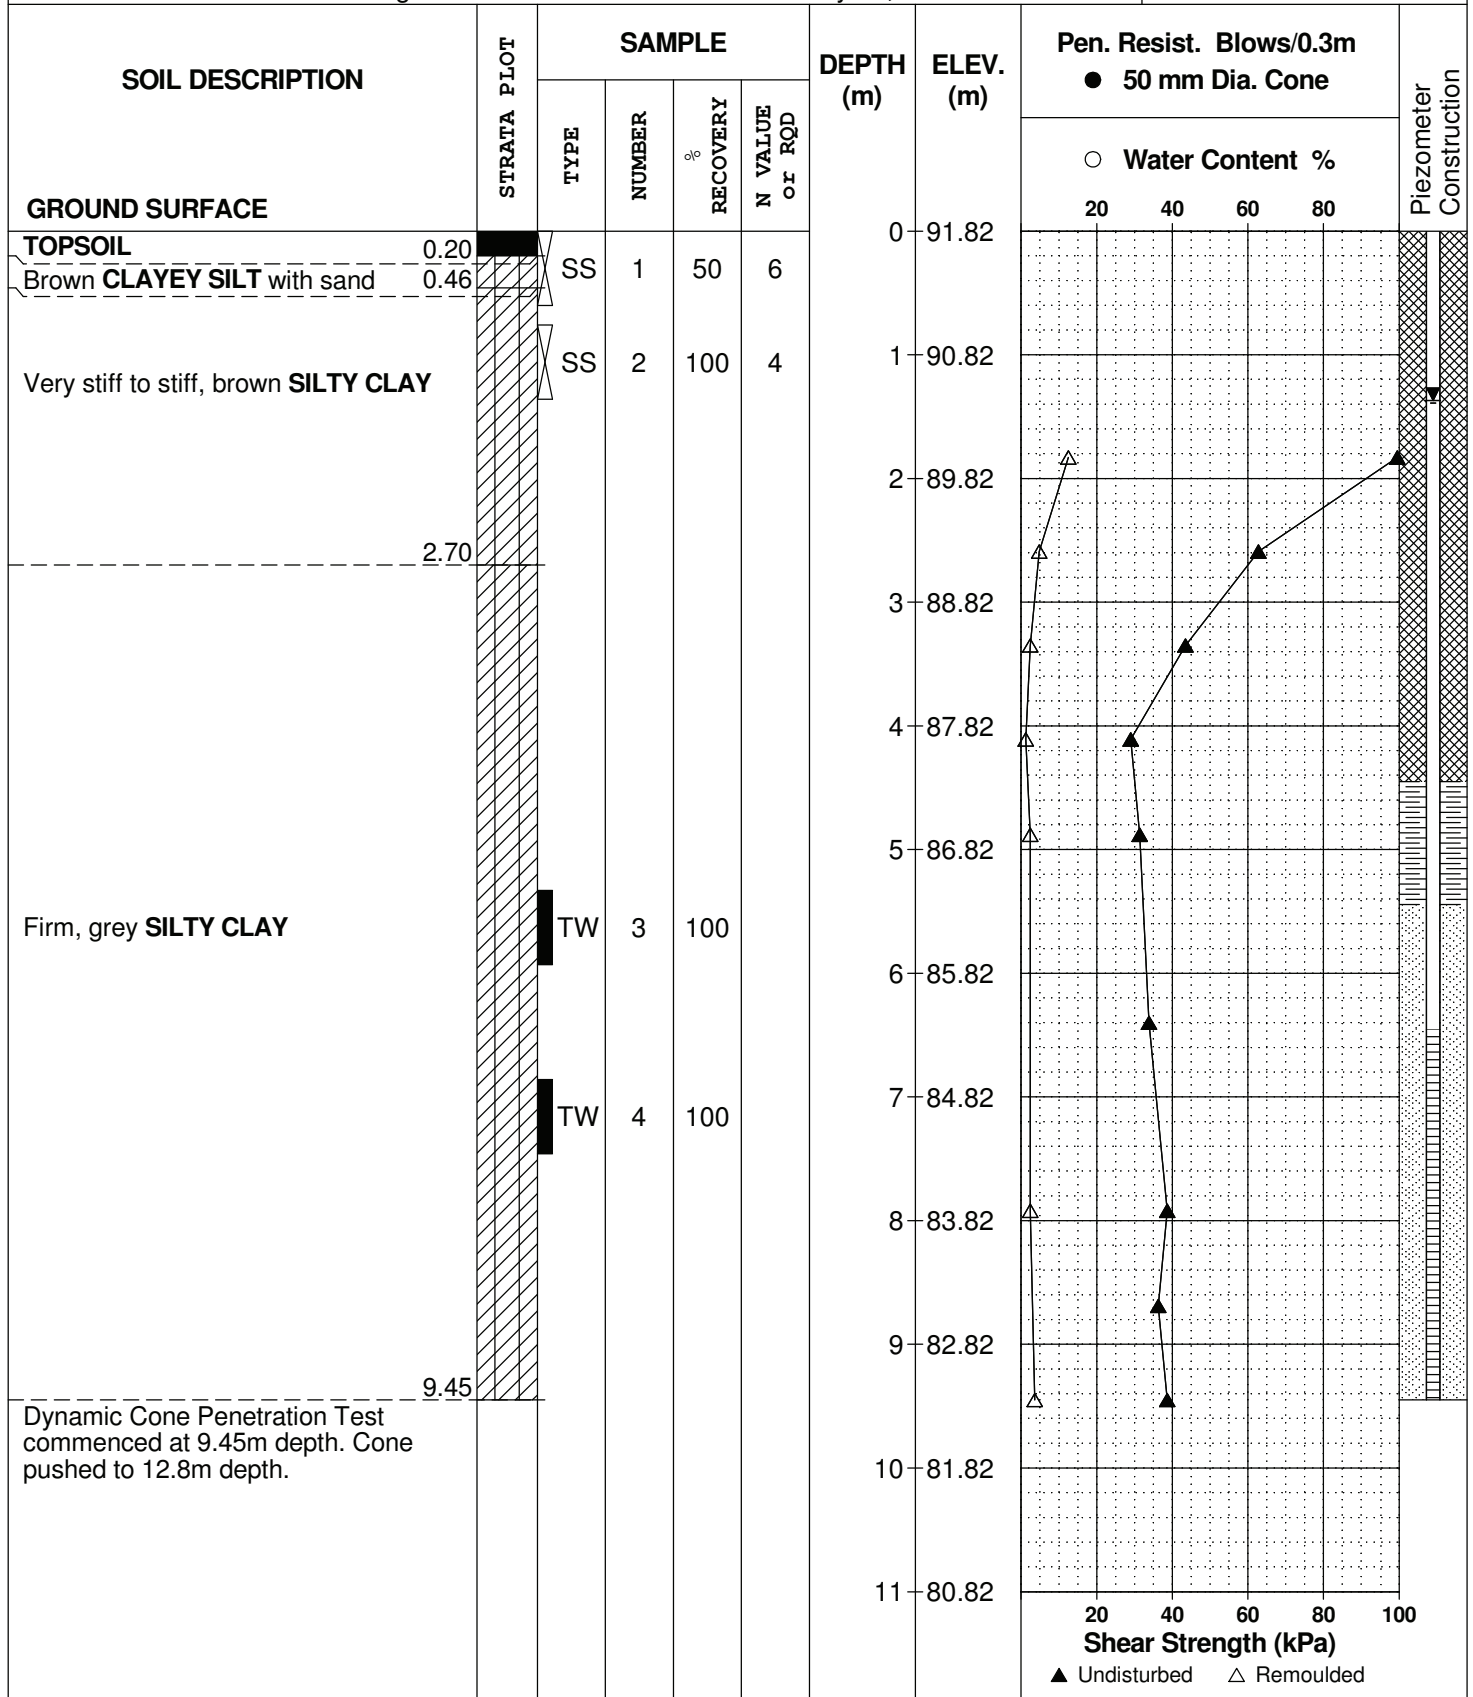 SOIL DESCRIPTION
GROUND SURFACE
STRATA PLOT
SAMPLE
TYPE
NUMBER
%
RECOVERY
N VALUE
or RQD
DEPTH
(m)
ELEV.
(m)
Pen. Resist. Blows/0.3m
● 50 mm Dia. Cone
○ Water Content %
20 40 60 80
Piezometer
Construction
TOPSOIL 0.20
Brown CLAYEY SILT with sand 0.46
SS 1 50 6
0 91.82
SS 2 100 4
1 90.82
Very stiff to stiff, brown SILTY CLAY
2 89.82
2.70
3 88.82
4 87.82
5 86.82
Firm, grey SILTY CLAY
TW 3 100
6 85.82
7 84.82
TW 4 100
8 83.82
9 82.82
9.45
Dynamic Cone Penetration Test
commenced at 9.45m depth. Cone
pushed to 12.8m depth.
10 81.82
11 80.82
20 40 60 80 100
Shear Strength (kPa)
▲ Undisturbed △ Remoulded